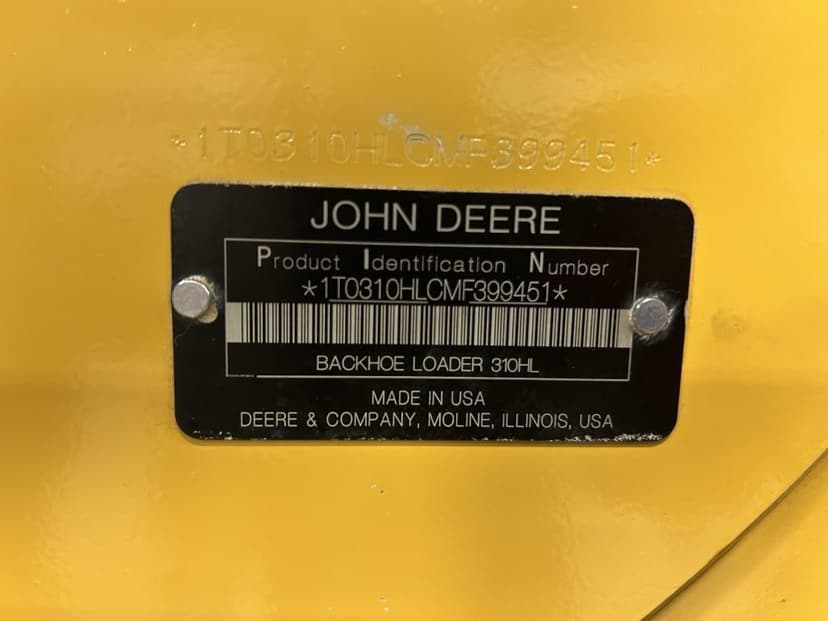 *1T0310HLCMF399451*
JOHN DEERE
Product Identification Number
*1T0310HLCMF399451*
BACKHOE LOADER 310HL
MADE IN USA
DEERE & COMPANY, MOLINE, ILLINOIS, USA